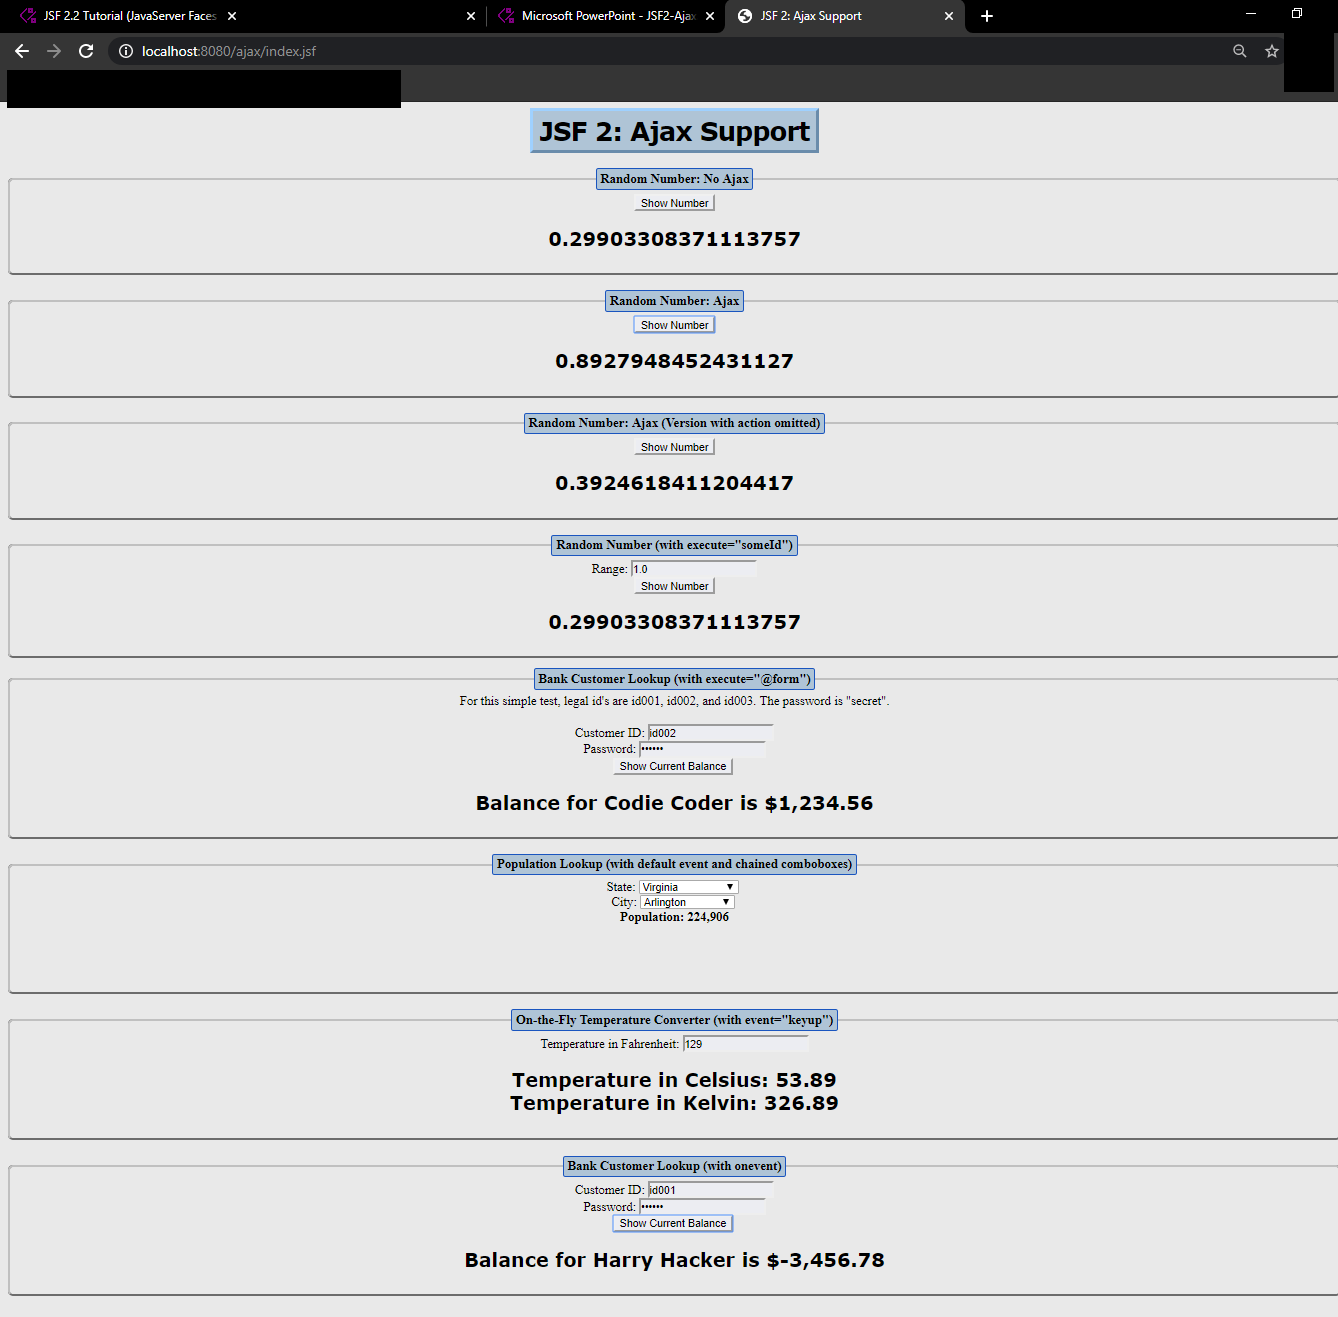 JSF 2.2 Tutorial (JavaServer Faces
Microsoft PowerPoint - JSF2-Ajax
JSF 2: Ajax Support
localhost:8080/ajax/index.jsf
JSF 2: Ajax Support
Random Number: No Ajax
Show Number
0.29903308371113757
Random Number: Ajax
Show Number
0.8927948452431127
Random Number: Ajax (Version with action omitted)
Show Number
0.3924618411204417
Random Number (with execute="someId")
Range: 1.0
Show Number
0.29903308371113757
Bank Customer Lookup (with execute="@form")
For this simple test, legal id's are id001, id002, and id003. The password is "secret".
Customer ID: id002
Password: ••••••
Show Current Balance
Balance for Codie Coder is $1,234.56
Population Lookup (with default event and chained comboboxes)
State: Virginia
City: Arlington
Population: 224,906
On-the-Fly Temperature Converter (with event="keyup")
Temperature in Fahrenheit: 129
Temperature in Celsius: 53.89
Temperature in Kelvin: 326.89
Bank Customer Lookup (with onevent)
Customer ID: id001
Password: ••••••
Show Current Balance
Balance for Harry Hacker is $-3,456.78